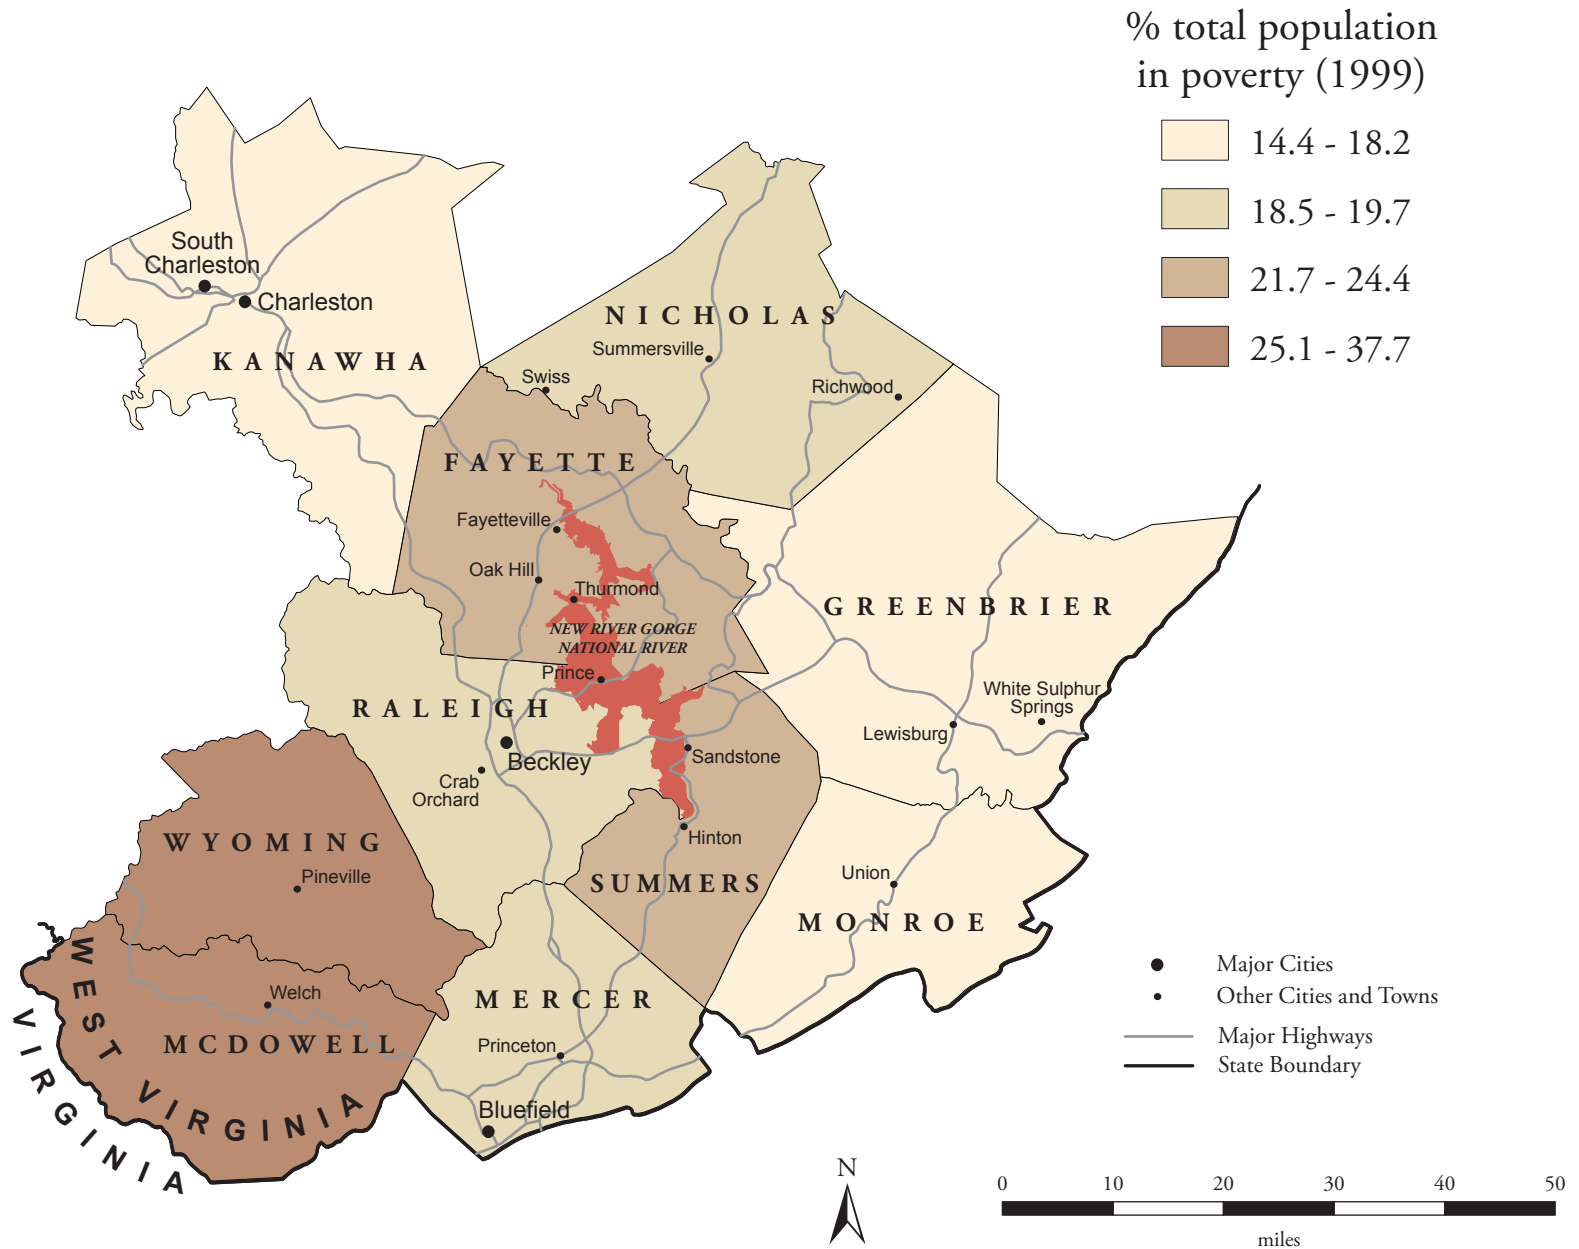 % total population
in poverty (1999)
14.4 - 18.2
18.5 - 19.7
21.7 - 24.4
25.1 - 37.7
South
Charleston
Charleston
KANAWHA
NICHOLAS
Summersville
Swiss
Richwood
FAYETTE
Fayetteville
Oak Hill
Thurmond
NEW RIVER GORGE
NATIONAL RIVER
Prince
GREENBRIER
White Sulphur
Springs
Lewisburg
RALEIGH
Beckley
Crab
Orchard
Sandstone
Hinton
SUMMERS
WYOMING
Pineville
Union
MONROE
MERCER
Princeton
Bluefield
Welch
MCDOWELL
WEST VIRGINIA
VIRGINIA
Major Cities
Other Cities and Towns
Major Highways
State Boundary
N
0 10 20 30 40 50
miles